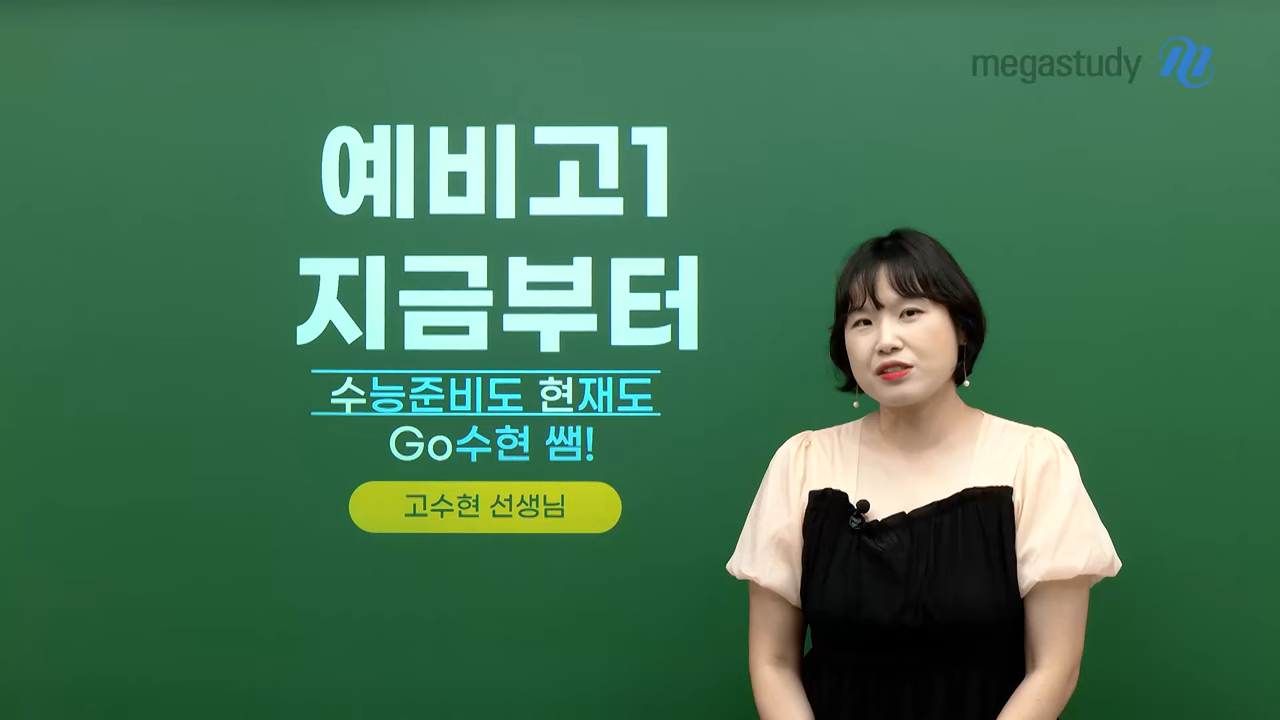 megastudy
예비고1
지금부터
수능준비도 현재도
Go수현 쌤!
고수현 선생님